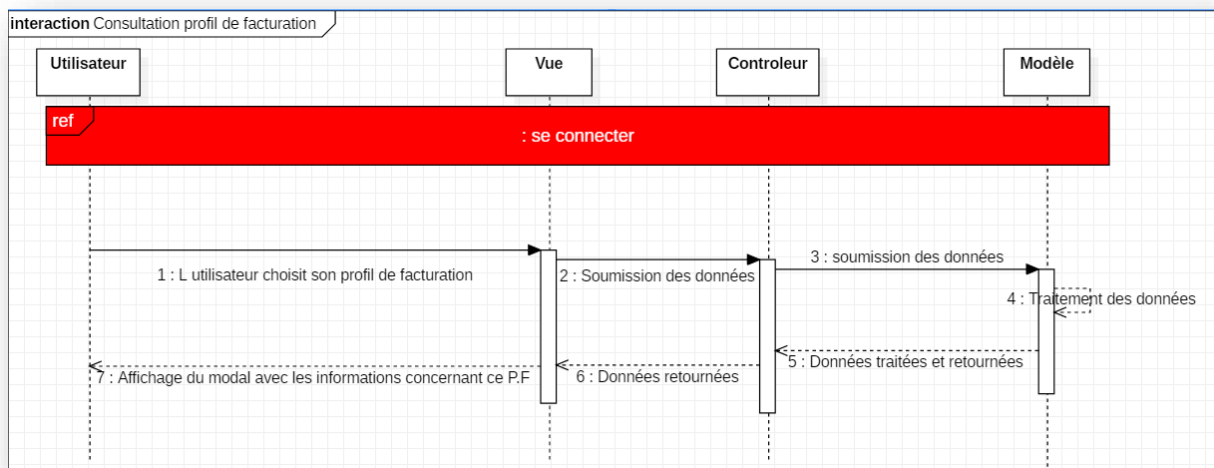 interaction Consultation profil de facturation
Utilisateur
Vue
Controleur
Modèle
ref
: se connecter
1 : L utilisateur choisit son profil de facturation
2 : Soumission des données
3 : soumission des données
4 : Traitement des données
5 : Données traitées et retournées
6 : Données retournées
7 : Affichage du modal avec les informations concernant ce P.F